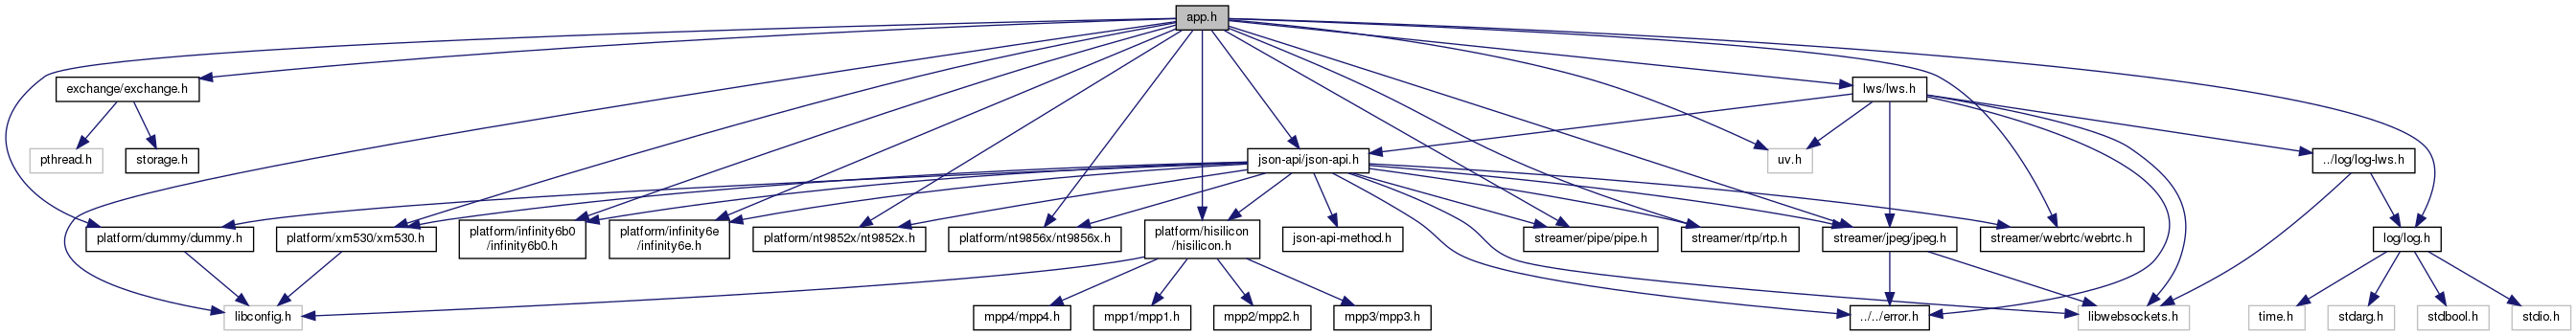 app.h
exchange/exchange.h
lws/lws.h
pthread.h
storage.h
json-api/json-api.h
uv.h
../log/log-lws.h
platform/dummy/dummy.h
platform/xm530/xm530.h
platform/infinity6b0
/infinity6b0.h
platform/infinity6e
/infinity6e.h
platform/nt9852x/nt9852x.h
platform/nt9856x/nt9856x.h
platform/hisilicon
/hisilicon.h
json-api-method.h
streamer/pipe/pipe.h
streamer/rtp/rtp.h
streamer/jpeg/jpeg.h
streamer/webrtc/webrtc.h
log/log.h
libconfig.h
mpp4/mpp4.h
mpp1/mpp1.h
mpp2/mpp2.h
mpp3/mpp3.h
../../error.h
libwebsockets.h
time.h
stdarg.h
stdbool.h
stdio.h